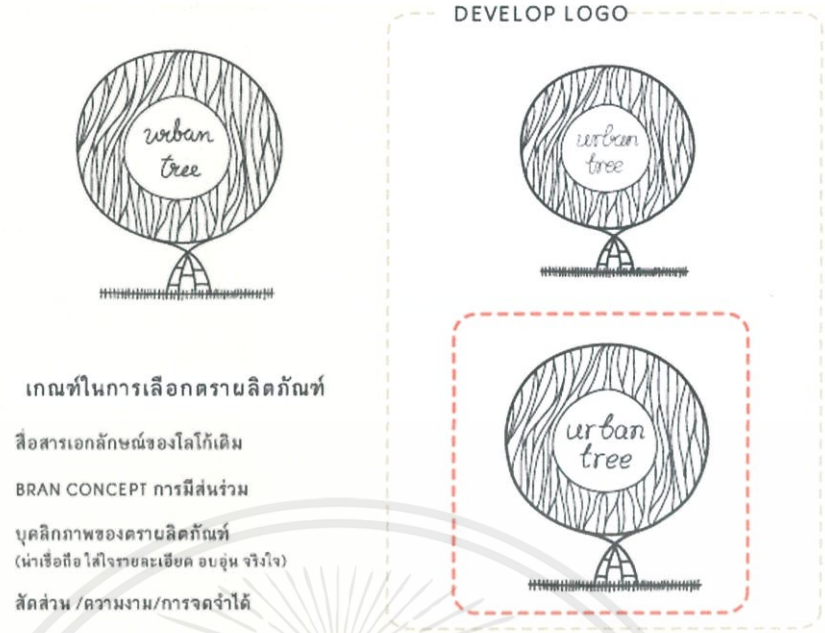 DEVELOP LOGO
urban
tree
urban
tree
urban
tree
เกณฑ์ในการเลือกตราผลิตภัณฑ์
สื่อสารเอกลักษณ์ของโลโก้เดิม
BRAN CONCEPT การมีส่นร่วม
บุคลิกภาพของตราผลิตภัณฑ์
(น่าเชื่อถือ ใส่ใจรายละเอียด อบอุ่น จริงใจ)
สัดส่วน /ความงาม/การจดจำได้